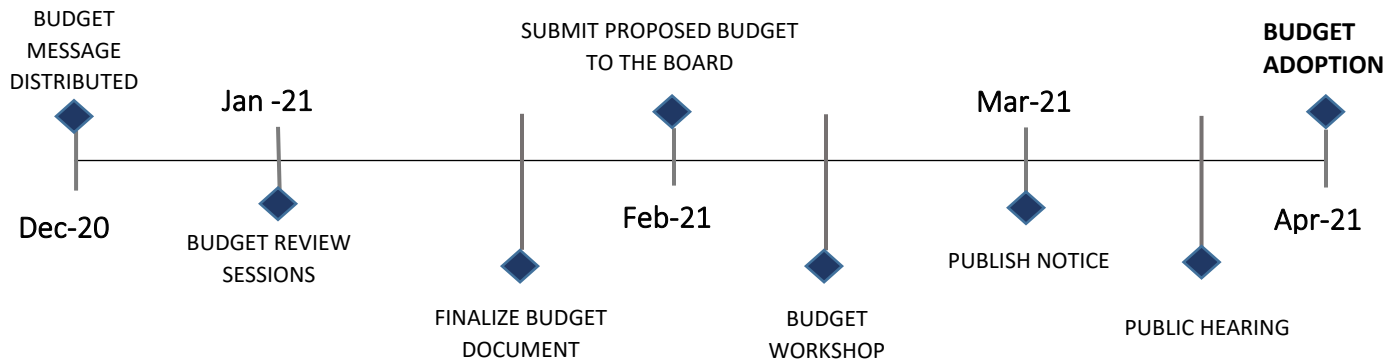 BUDGET
MESSAGE
DISTRIBUTED
Dec-20
Jan -21
BUDGET REVIEW
SESSIONS
FINALIZE BUDGET
DOCUMENT
SUBMIT PROPOSED BUDGET
TO THE BOARD
Feb-21
BUDGET
WORKSHOP
Mar-21
PUBLISH NOTICE
PUBLIC HEARING
BUDGET
ADOPTION
Apr-21